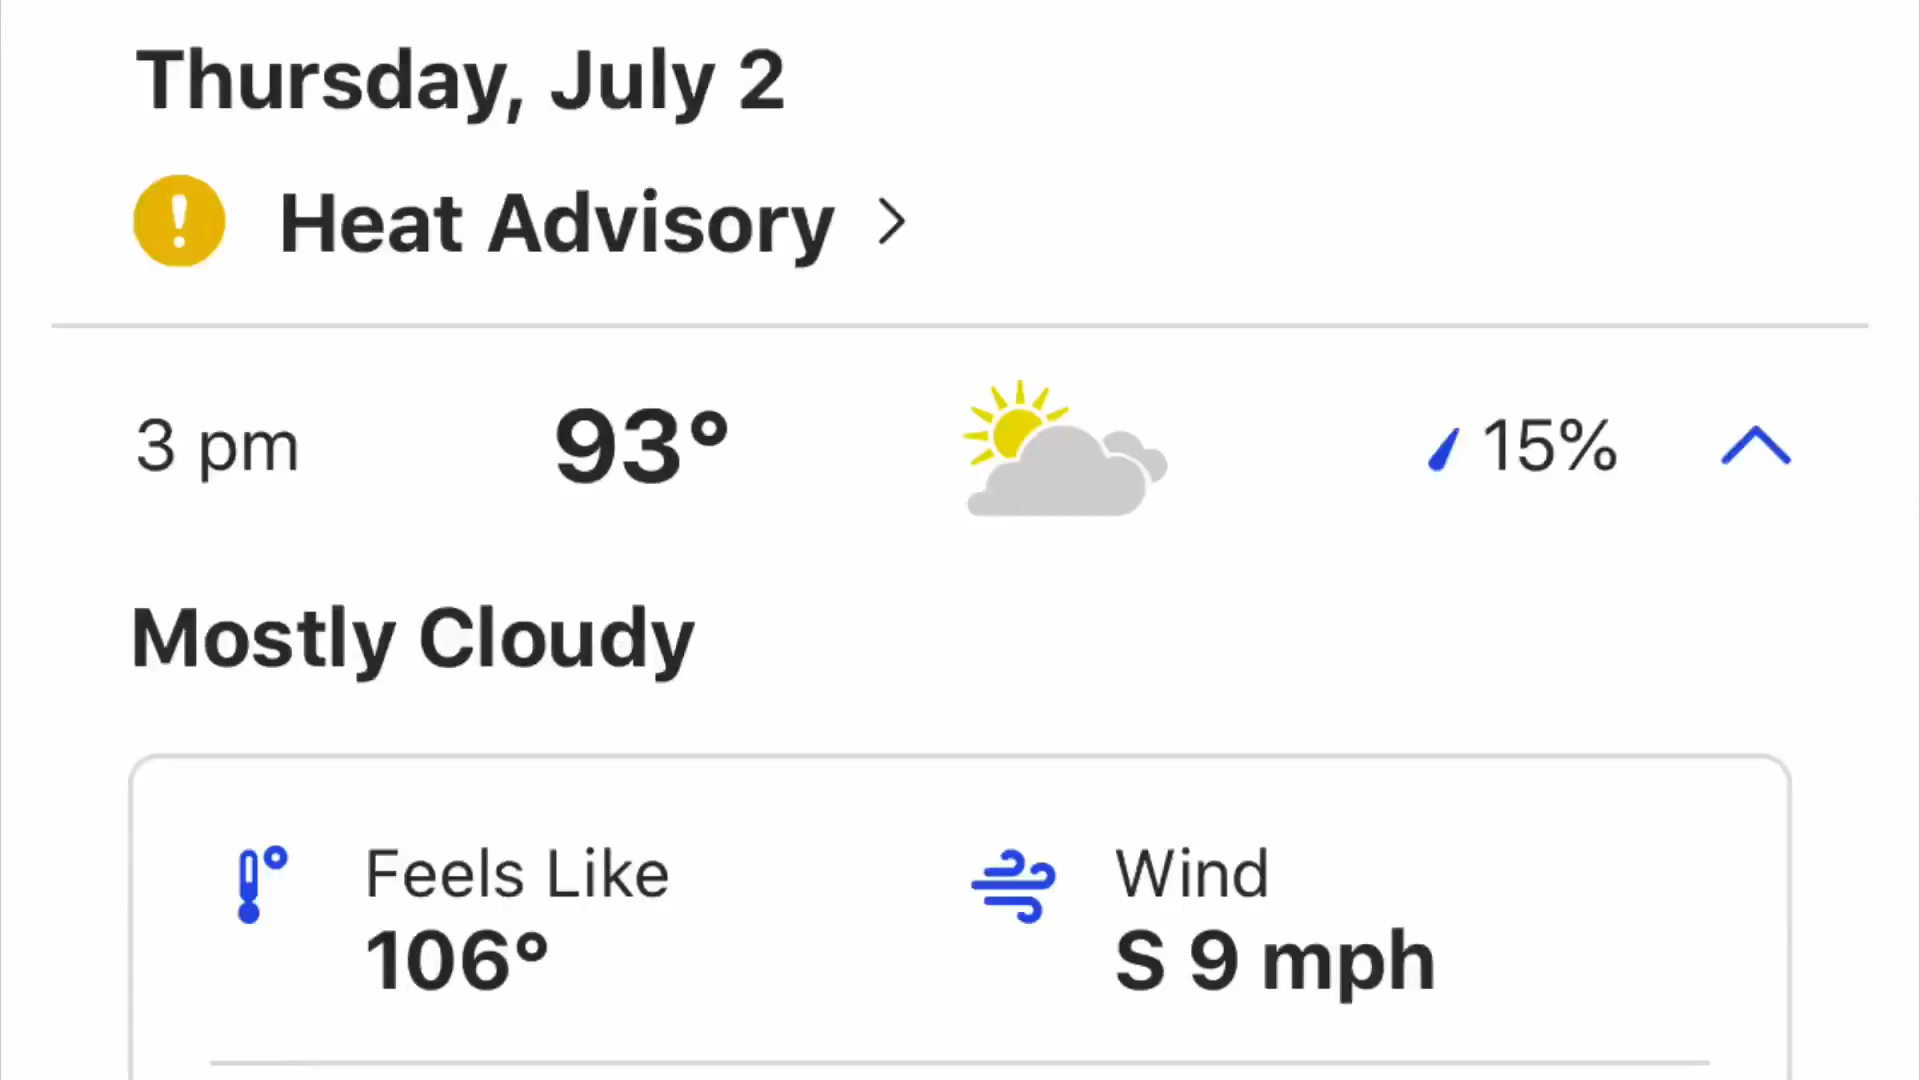 Thursday, July 2
Heat Advisory
3 pm 93° 15%
Mostly Cloudy
Feels Like Wind
106° S 9 mph